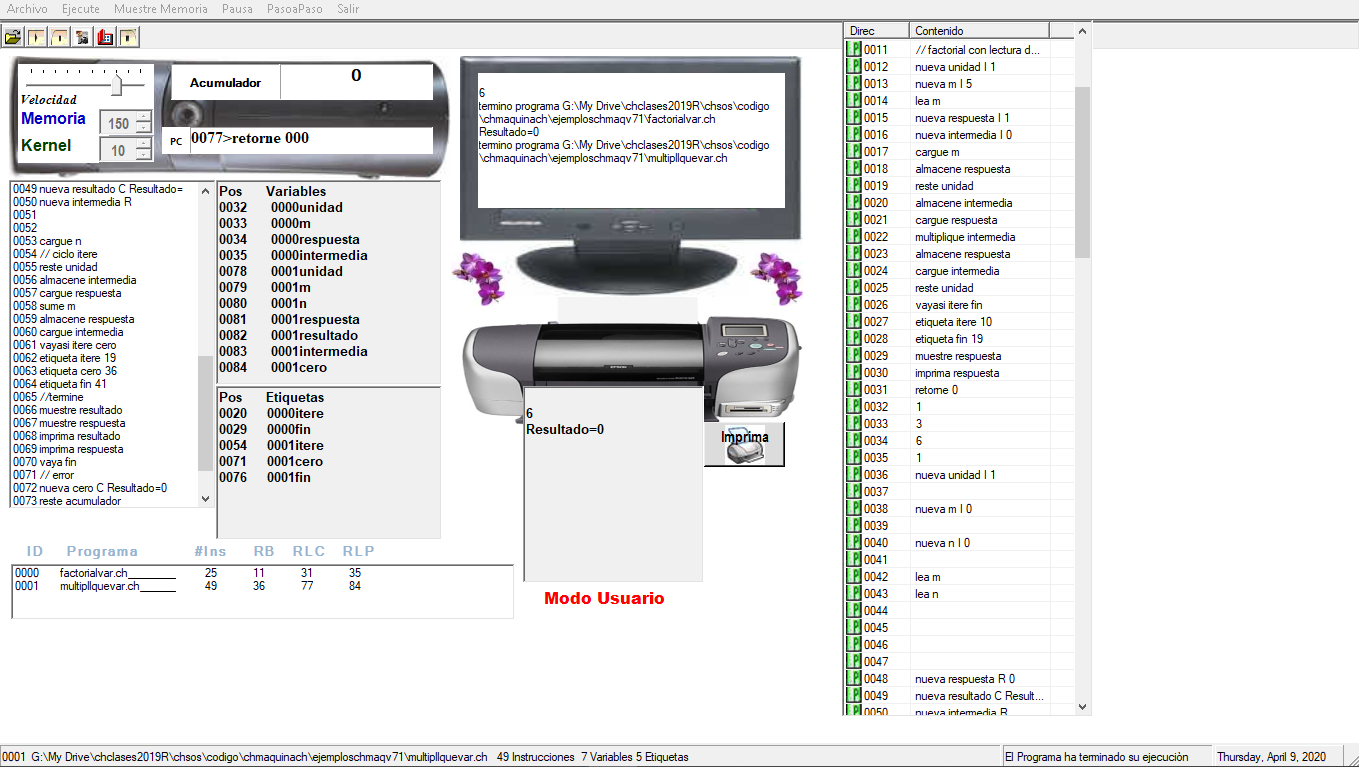 Archivo Ejecute Muestre Memoria Pausa PasoaPaso Salir
Velocidad
Memoria 150
Kernel 10
Acumulador 0
PC 0077>retorne 000
6
termino programa G:\My Drive\chclases2019R\chsos\codigo
\chmaquinach\ejemploschmaqv71\factorialvar.ch
Resultado=0
termino programa G:\My Drive\chclases2019R\chsos\codigo
\chmaquinach\ejemploschmaqv71\multipllquevar.ch
0049 nueva resultado C Resultado=
0050 nueva intermedia R
0051
0052
0053 cargue n
0054 // ciclo itere
0055 reste unidad
0056 almacene intermedia
0057 cargue respuesta
0058 sume m
0059 almacene respuesta
0060 cargue intermedia
0061 vayasi itere cero
0062 etiqueta itere 19
0063 etiqueta cero 36
0064 etiqueta fin 41
0065 //termine
0066 muestre resultado
0067 muestre respuesta
0068 imprima resultado
0069 imprima respuesta
0070 vaya fin
0071 // error
0072 nueva cero C Resultado=0
0073 reste acumulador
Pos Variables
0032 0000unidad
0033 0000m
0034 0000respuesta
0035 0000intermedia
0078 0001unidad
0079 0001m
0080 0001n
0081 0001respuesta
0082 0001resultado
0083 0001intermedia
0084 0001cero
Pos Etiquetas
0020 0000itere
0029 0000fin
0054 0001itere
0071 0001cero
0076 0001fin
6
Resultado=0
Imprima
ID Programa #Ins RB RLC RLP
0000 factorialvar.ch________ 25 11 31 35
0001 multipllquevar.ch______ 49 36 77 84
Modo Usuario
Direc Contenido
0011 // factorial con lectura d...
0012 nueva unidad I 1
0013 nueva m I 5
0014 lea m
0015 nueva respuesta I 1
0016 nueva intermedia I 0
0017 cargue m
0018 almacene respuesta
0019 reste unidad
0020 almacene intermedia
0021 cargue respuesta
0022 multiplique intermedia
0023 almacene respuesta
0024 cargue intermedia
0025 reste unidad
0026 vayasi itere fin
0027 etiqueta itere 10
0028 etiqueta fin 19
0029 muestre respuesta
0030 imprima respuesta
0031 retorne 0
0032 1
0033 3
0034 6
0035 1
0036 nueva unidad I 1
0037
0038 nueva m I 0
0039
0040 nueva n I 0
0041
0042 lea m
0043 lea n
0044
0045
0046
0047
0048 nueva respuesta R 0
0049 nueva resultado C Result...
0050 nueva intermedia R
0001 G:\My Drive\chclases2019R\chsos\codigo\chmaquinach\ejemploschmaqv71\multipllquevar.ch 49 Instrucciones 7 Variables 5 Etiquetas
El Programa ha terminado su ejecuciòn
Thursday, April 9, 2020